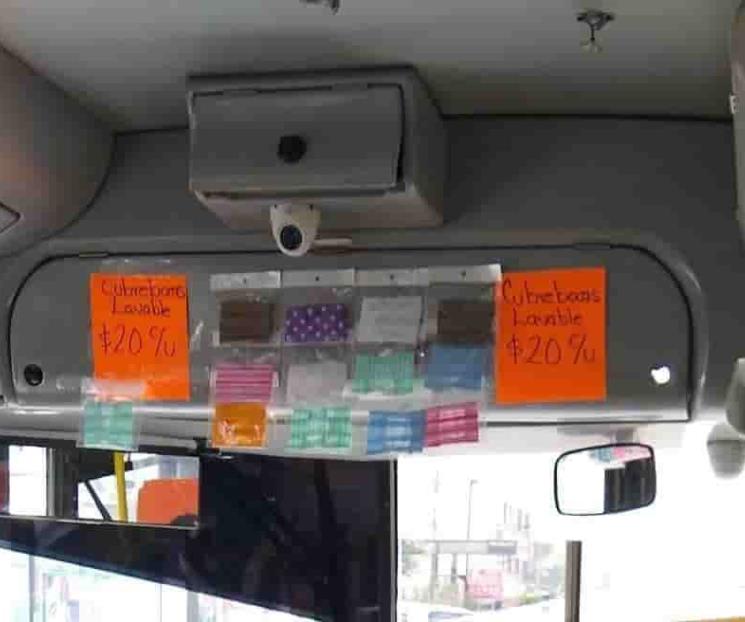 Cubrebocas
Lavable
$20 c/u
Cubrebocas
Lavable
$20 c/u